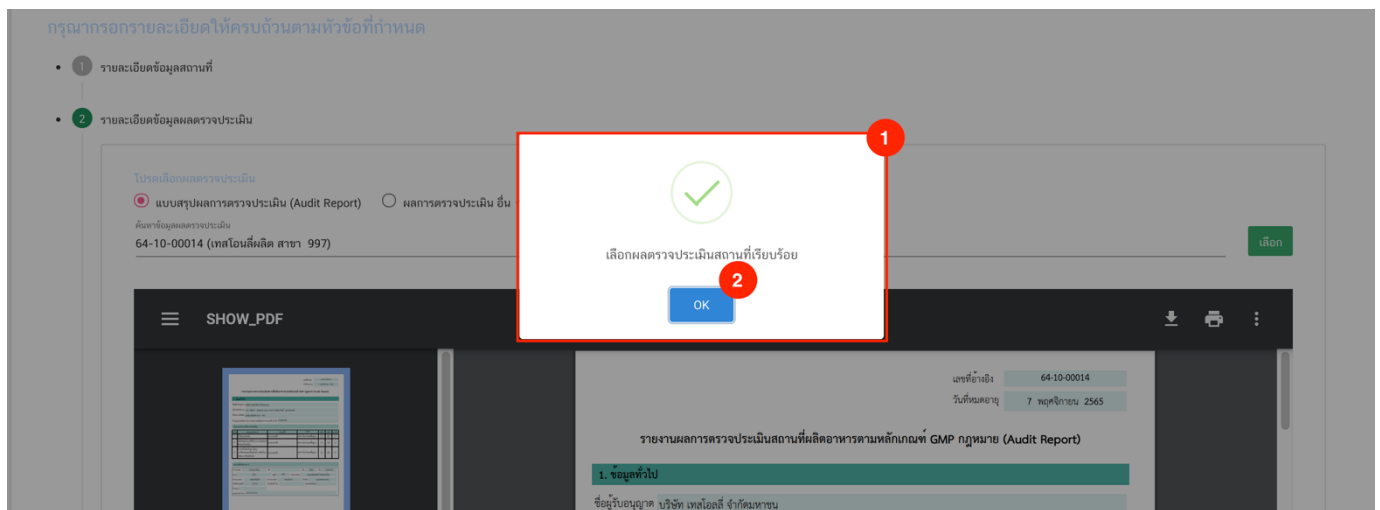 กรุณากรอกรายละเอียดให้ครบถ้วนตามหัวข้อที่กำหนด
1 รายละเอียดข้อมูลสถานที่
2 รายละเอียดข้อมูลผลตรวจประเมิน
1
โปรดเลือกผลตรวจประเมิน
แบบสรุปผลการตรวจประเมิน (Audit Report) ผลการตรวจประเมิน อื่น
ค้นหาข้อมูลผลตรวจประเมิน
64-10-00014 (เทสโอนลี่ผลิต สาขา 997)
เลือก
เลือกผลตรวจประเมินสถานที่เรียบร้อย
2
OK
SHOW_PDF
เลขที่อ้างอิง 64-10-00014
วันที่หมดอายุ 7 พฤศจิกายน 2565
รายงานผลการตรวจประเมินสถานที่ผลิตอาหารตามหลักเกณฑ์ GMP กฎหมาย (Audit Report)
1. ข้อมูลทั่วไป
ชื่อผู้รับอนุญาต บริษัท เทสโอลลี่ จำกัดมหาชน